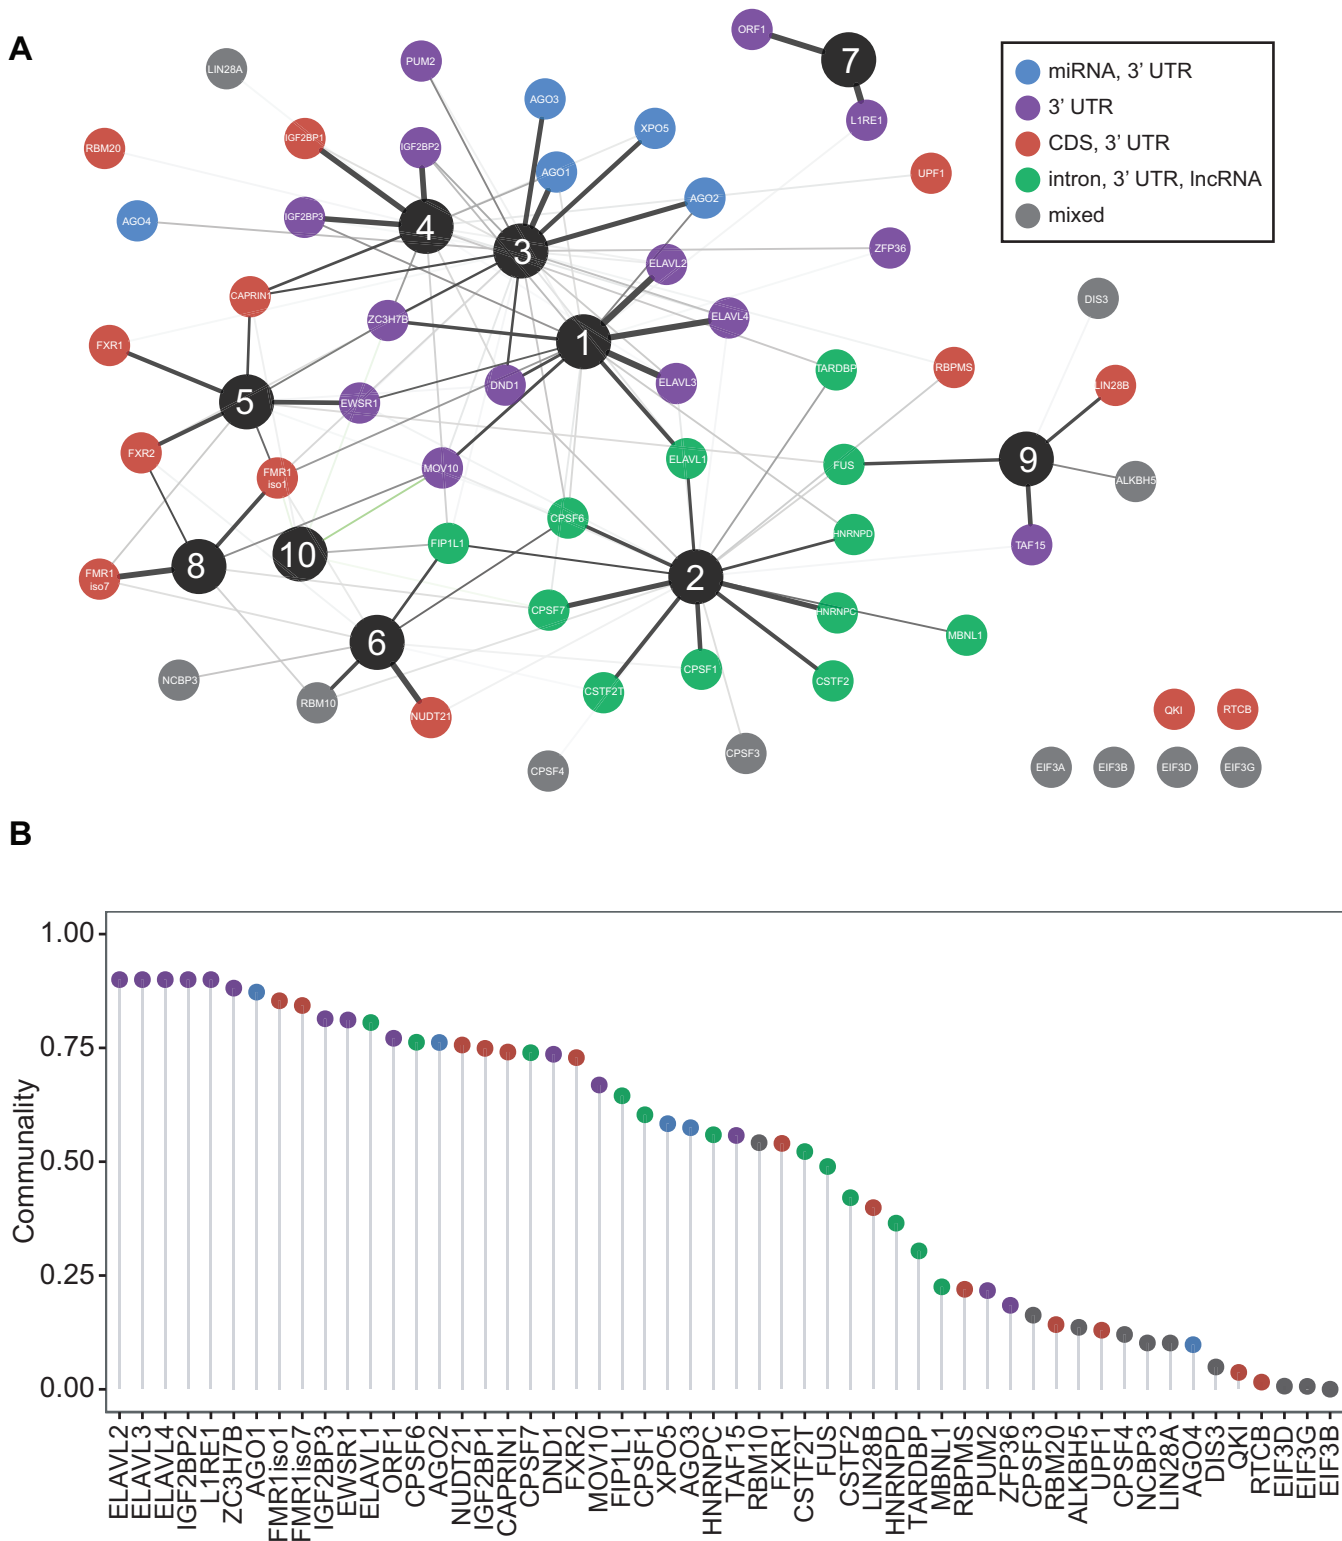 A
ORF1
7
LIN28A
PUM2
AGO3
XPO5
L1RE1
miRNA, 3' UTR
3' UTR
CDS, 3' UTR
intron, 3' UTR, lncRNA
mixed
RBM20
IGF2BP1
IGF2BP2
AGO1
UPF1
AGO4
IGF2BP3
4
3
AGO2
ZFP36
ELAVL2
CAPRIN1
ZC3H7B
ELAVL4
DIS3
FXR1
1
TARDBP
RBPMS
5
EWSR1
DND1
ELAVL3
LIN28B
FXR2
FMR1
iso1
MOV10
ELAVL1
FUS
9
ALKBH5
CPSF6
HNRNPD
TAF15
8
10
FIP1L1
2
FMR1
iso7
CPSF7
HNRNPC
MBNL1
6
NCBP3
RBM10
NUDT21
CSTF2T
CPSF1
CSTF2
CPSF4
CPSF3
QKI
RTCB
EIF3A
EIF3B
EIF3D
EIF3G
B
Communality
1.00
0.75
0.50
0.25
0.00
ELAVL2
ELAVL3
ELAVL4
IGF2BP2
L1RE1
ZC3H7B
AGO1
FMR1iso1
FMR1iso7
IGF2BP3
EWSR1
ELAVL1
ORF1
CPSF6
AGO2
NUDT21
IGF2BP1
CAPRIN1
CPSF7
DND1
FXR2
MOV10
FIP1L1
CPSF1
XPO5
AGO3
HNRNPC
TAF15
RBM10
FXR1
CSTF2T
FUS
CSTF2
LIN28B
HNRNPD
TARDBP
MBNL1
RBPMS
PUM2
ZFP36
CPSF3
RBM20
ALKBH5
UPF1
CPSF4
NCBP3
LIN28A
AGO4
DIS3
QKI
RTCB
EIF3D
EIF3G
EIF3B